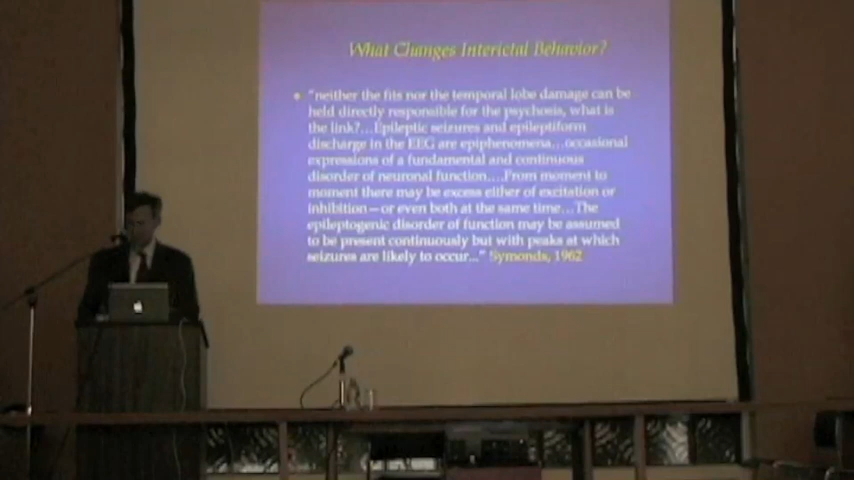 What Changes Interictal Behavior?
"neither the fits nor the temporal lobe damage can be
held directly responsible for the psychosis, what is
the link?...Epileptic seizures and epileptiform
discharge in the EEG are epiphenomena...occasional
expressions of a fundamental and continuous
disorder of neuronal function....From moment to
moment there may be excess either of excitation or
inhibition—or even both at the same time...The
epileptogenic disorder of function may be assumed
to be present continuously but with peaks at which
seizures are likely to occur..." Symonds, 1962